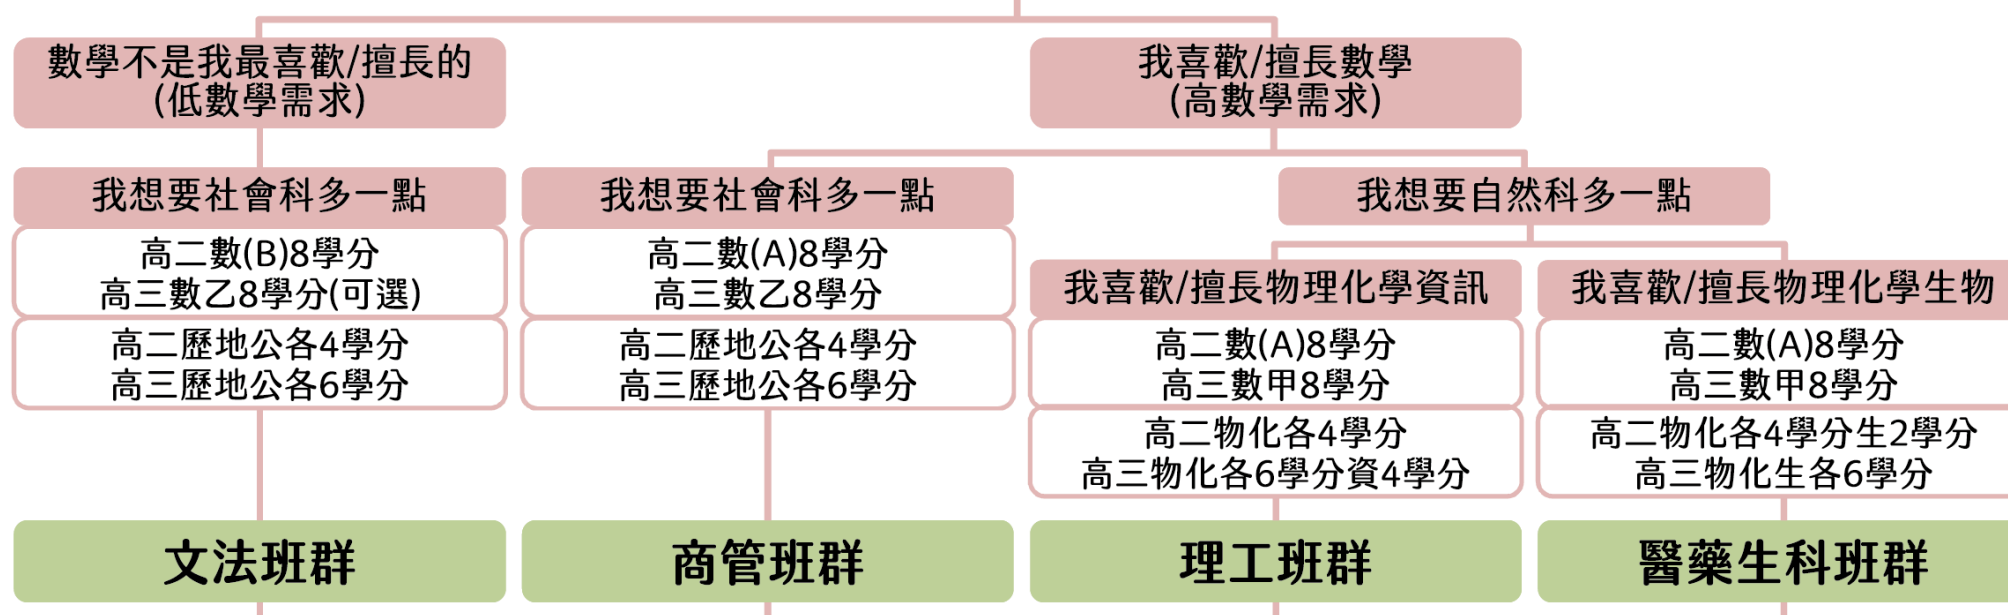 數學不是我最喜歡/擅長的
(低數學需求)
我喜歡/擅長數學
(高數學需求)
我想要社會科多一點
我想要社會科多一點
我想要自然科多一點
高二數(B)8學分
高三數乙8學分(可選)
高二歷地公各4學分
高三歷地公各6學分
高二數(A)8學分
高三數乙8學分
高二歷地公各4學分
高三歷地公各6學分
我喜歡/擅長物理化學資訊
高二數(A)8學分
高三數甲8學分
高二物化各4學分
高三物化各6學分資4學分
我喜歡/擅長物理化學生物
高二數(A)8學分
高三數甲8學分
高二物化各4學分生2學分
高三物化生各6學分
文法班群
商管班群
理工班群
醫藥生科班群